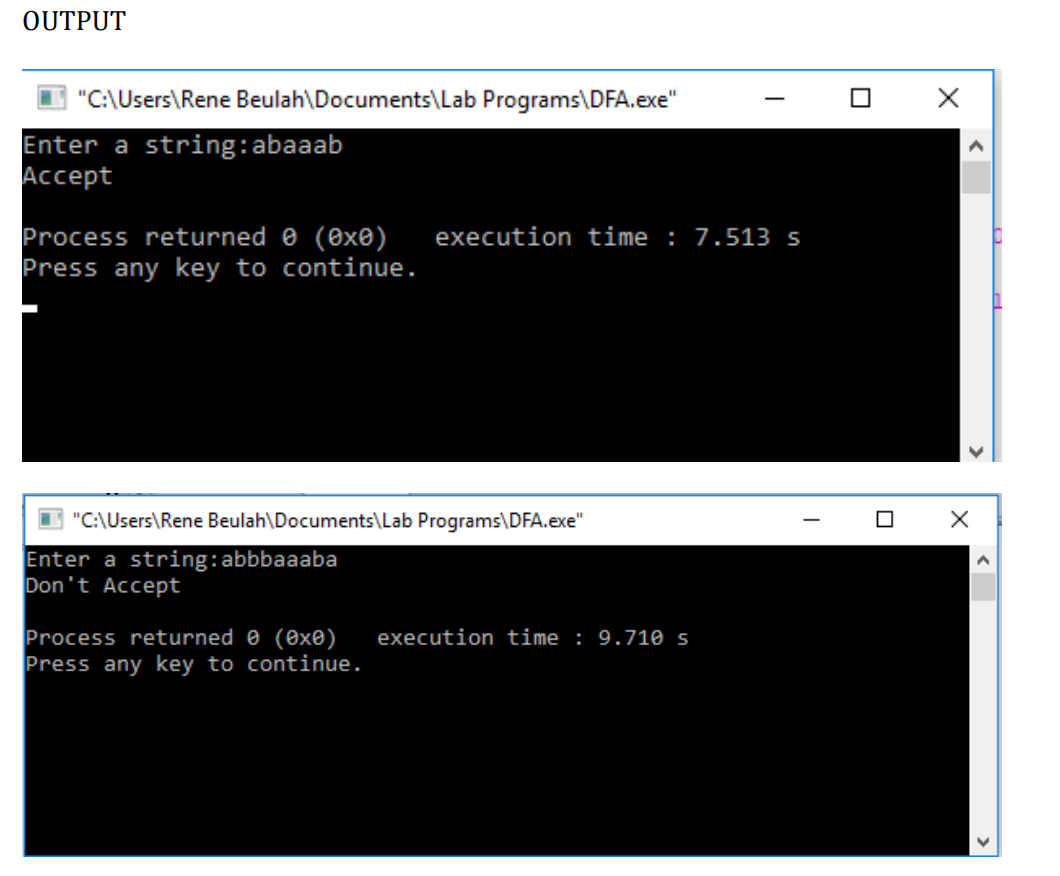 OUTPUT
"C:\Users\Rene Beulah\Documents\Lab Programs\DFA.exe"
Enter a string:abaaab
Accept
Process returned 0 (0x0)   execution time : 7.513 s
Press any key to continue.
"C:\Users\Rene Beulah\Documents\Lab Programs\DFA.exe"
Enter a string:abbbaaaba
Don't Accept
Process returned 0 (0x0)   execution time : 9.710 s
Press any key to continue.